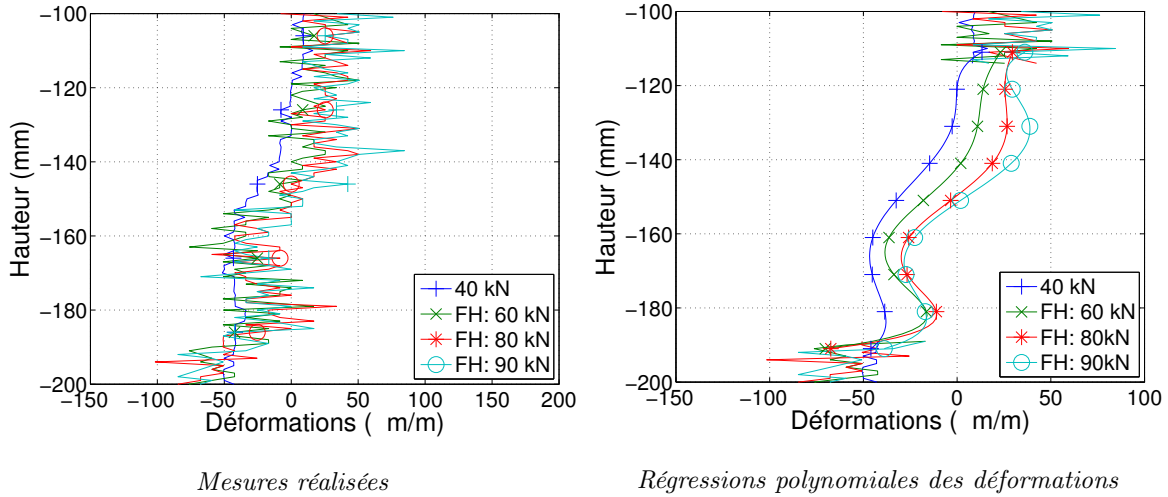 −100
−120
−140
−160
−180
−200
Hauteur (mm)
−150 −100 −50 0 50 100 150 200
Déformations ( m/m)
40 kN
FH: 60 kN
FH: 80 kN
FH: 90 kN
Mesures réalisées
−100
−120
−140
−160
−180
−200
Hauteur (mm)
−150 −100 −50 0 50 100
Déformations ( m/m)
40 kN
FH: 60 kN
FH: 80kN
FH: 90kN
Régressions polynomiales des déformations